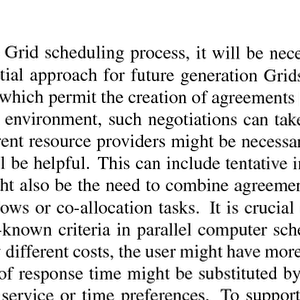 Grid scheduling process, it will be nece
tial approach for future generation Grids
which permit the creation of agreements
environment, such negotiations can take
rent resource providers might be necessar
l be helpful. This can include tentative in
ht also be the need to combine agreemen
ows or co-allocation tasks. It is crucial
-known criteria in parallel computer sche
different costs, the user might have more
of response time might be substituted by
service or time preferences. To support